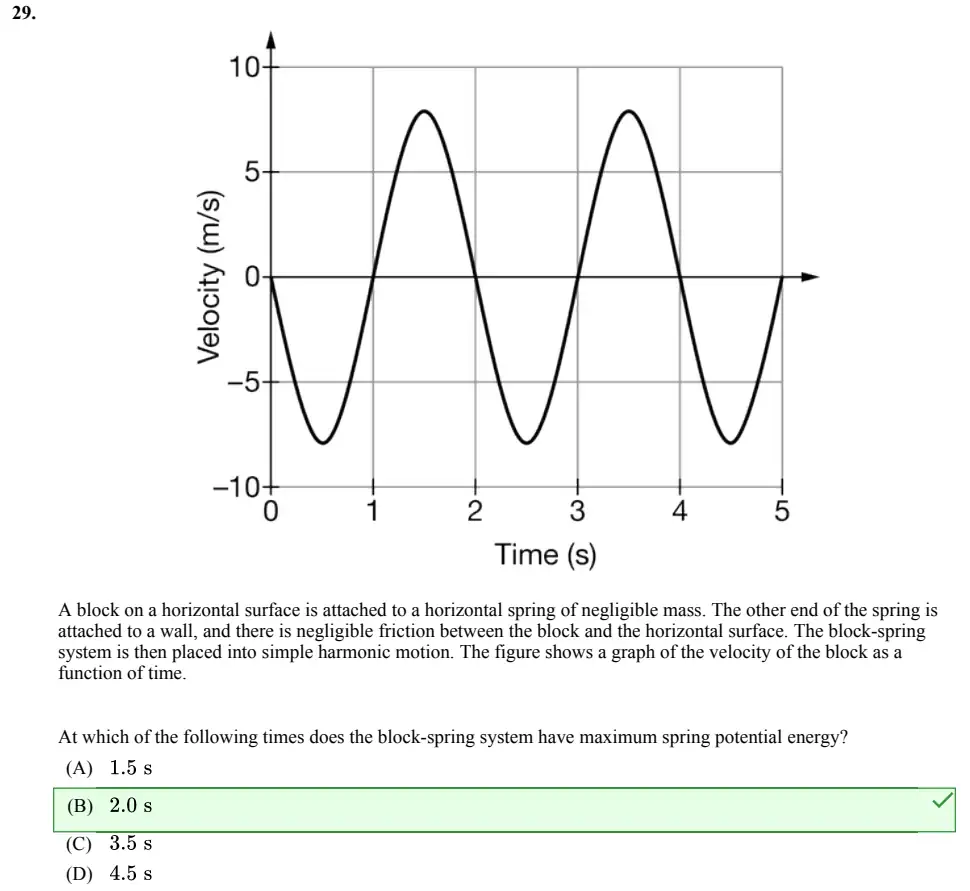 29.
10
5
0
−5
−10
Velocity (m/s)
0 1 2 3 4 5
Time (s)
A block on a horizontal surface is attached to a horizontal spring of negligible mass. The other end of the spring is
attached to a wall, and there is negligible friction between the block and the horizontal surface. The block-spring
system is then placed into simple harmonic motion. The figure shows a graph of the velocity of the block as a
function of time.
At which of the following times does the block-spring system have maximum spring potential energy?
(A) 1.5 s
(B) 2.0 s
(C) 3.5 s
(D) 4.5 s